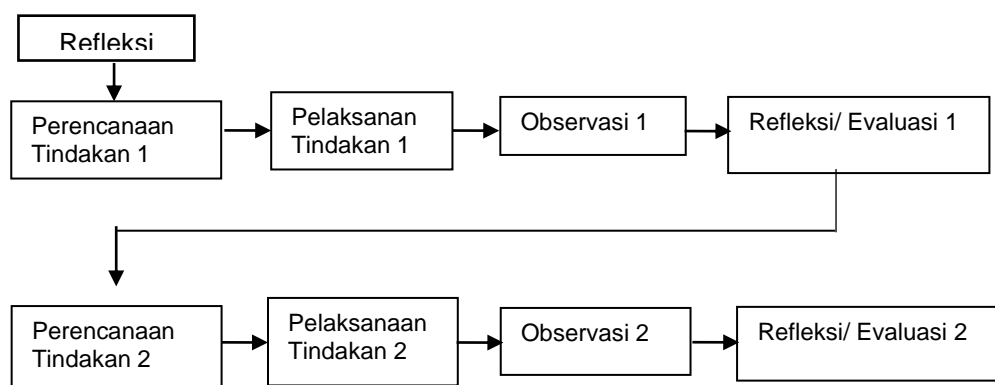 Refleksi
Perencanaan
Tindakan 1
Pelaksanan
Tindakan 1
Observasi 1
Refleksi/ Evaluasi 1
Perencanaan
Tindakan 2
Pelaksanaan
Tindakan 2
Observasi 2
Refleksi/ Evaluasi 2